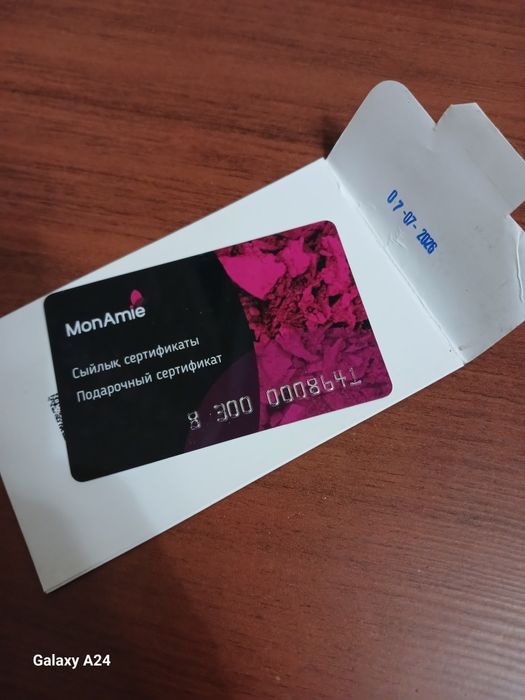 07-07-2026
MonAmie
Сыйлық сертификаты
Подарочный сертификат
8 300 0008641
Galaxy A24